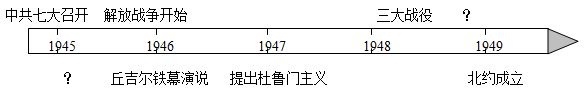 中共七大召开 解放战争开始 三大战役 ？
1945 1946 1947 1948 1949
？ 丘吉尔铁幕演说 提出杜鲁门主义 北约成立